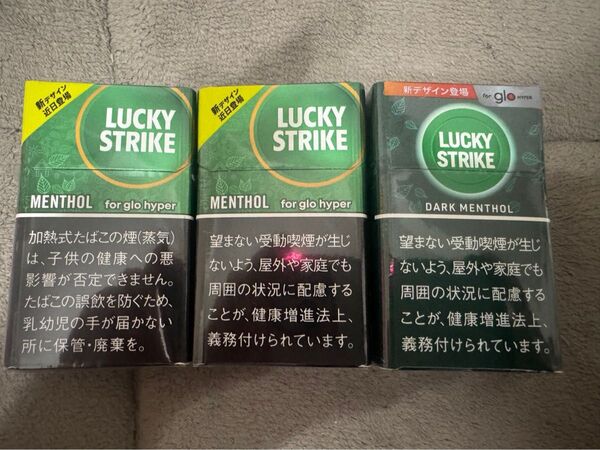 新デザイン
近日登場
LUCKY
STRIKE
MENTHOL for glo hyper
加熱式たばこの煙(蒸気)
は、子供の健康への悪
影響が否定できません。
たばこの誤飲を防ぐため、
乳幼児の手が届かない
所に保管・廃棄を。
新デザイン
近日登場
LUCKY
STRIKE
MENTHOL for glo hyper
望まない受動喫煙が生じ
ないよう、屋外や家庭でも
周囲の状況に配慮する
ことが、健康増進法上、
義務付けられています。
新デザイン登場 for glo HYPER
LUCKY
STRIKE
DARK MENTHOL
望まない受動喫煙が生じ
ないよう、屋外や家庭でも
周囲の状況に配慮する
ことが、健康増進法上、
義務付けられています。